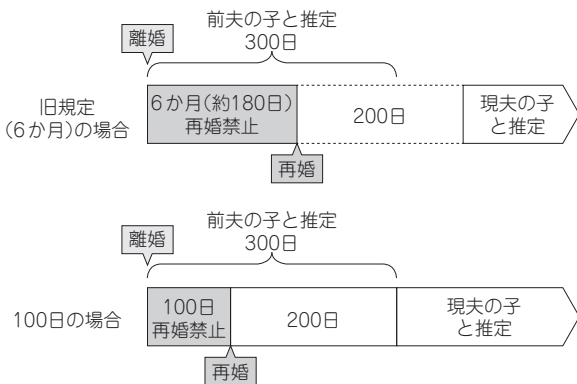 前夫の子と推定
離婚
300日
旧規定
(6か月)の場合
6か月(約180日)
再婚禁止
200日
現夫の子
と推定
再婚
前夫の子と推定
離婚
300日
100日の場合
100日
再婚禁止
200日
現夫の子
と推定
再婚